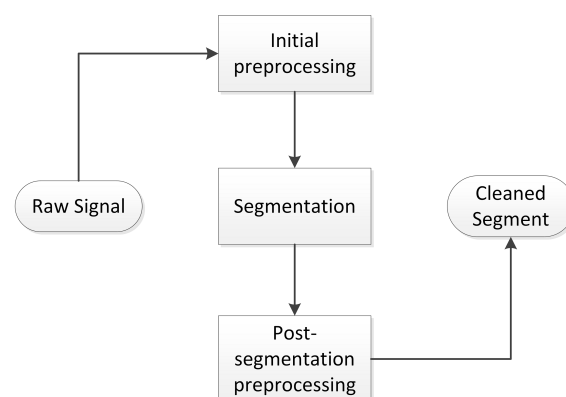 Initial
preprocessing
Raw Signal
Segmentation
Cleaned
Segment
Post-
segmentation
preprocessing